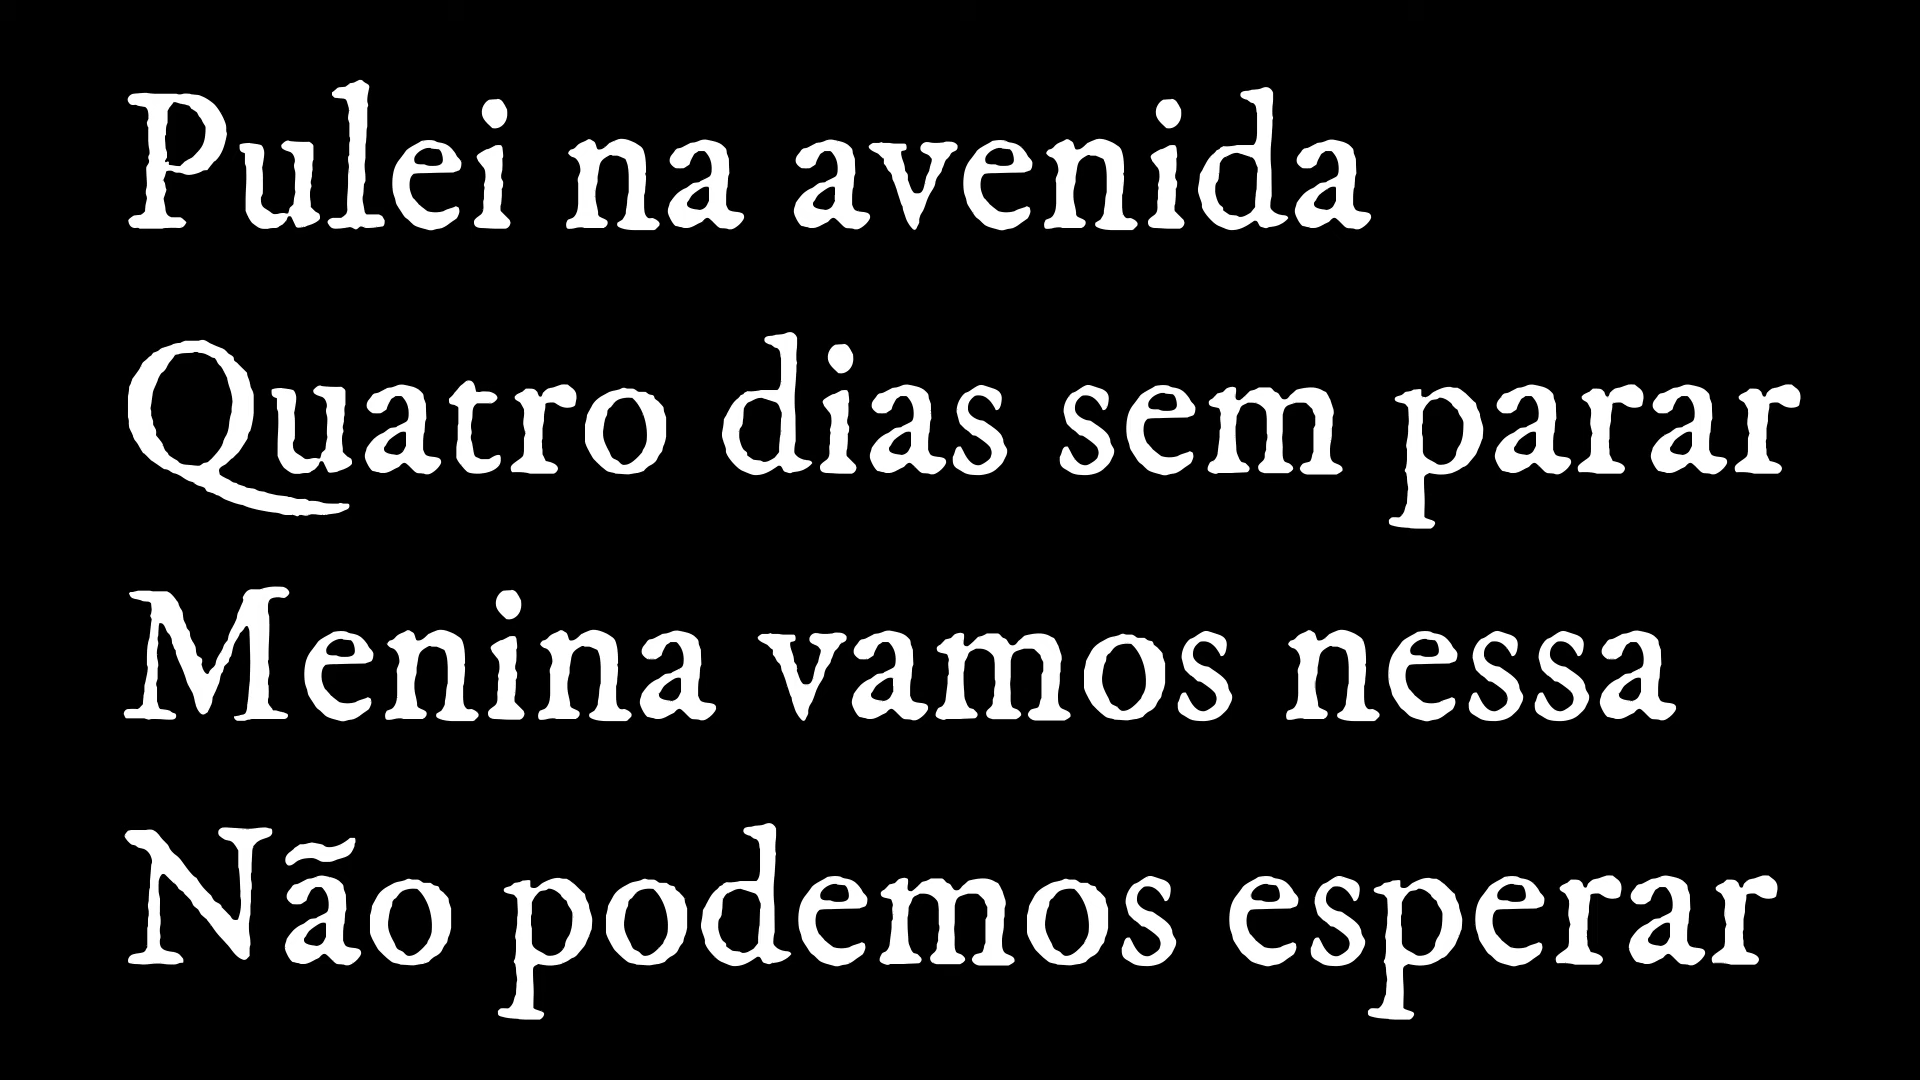 Pulei na avenida
Quatro dias sem parar
Menina vamos nessa
Não podemos esperar